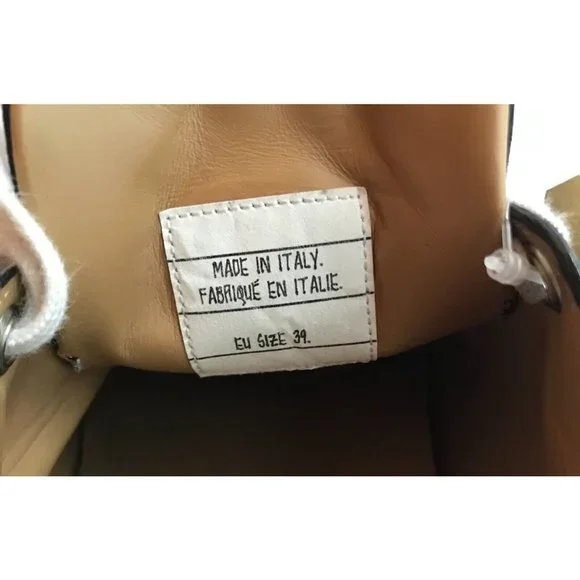 MADE IN ITALY.
FABRIQUÉ EN ITALIE.
EU SIZE 39.